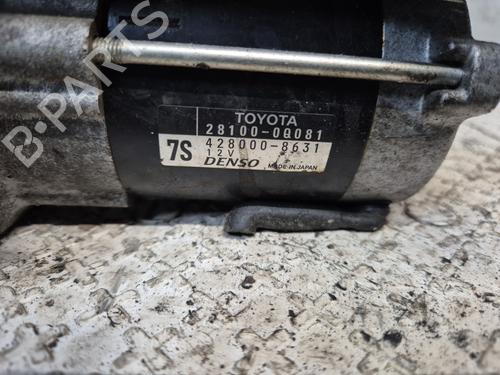 B-PARTS
TOYOTA
28100-0Q081
7S
428000-8631
12V
DENSO MADE IN JAPAN